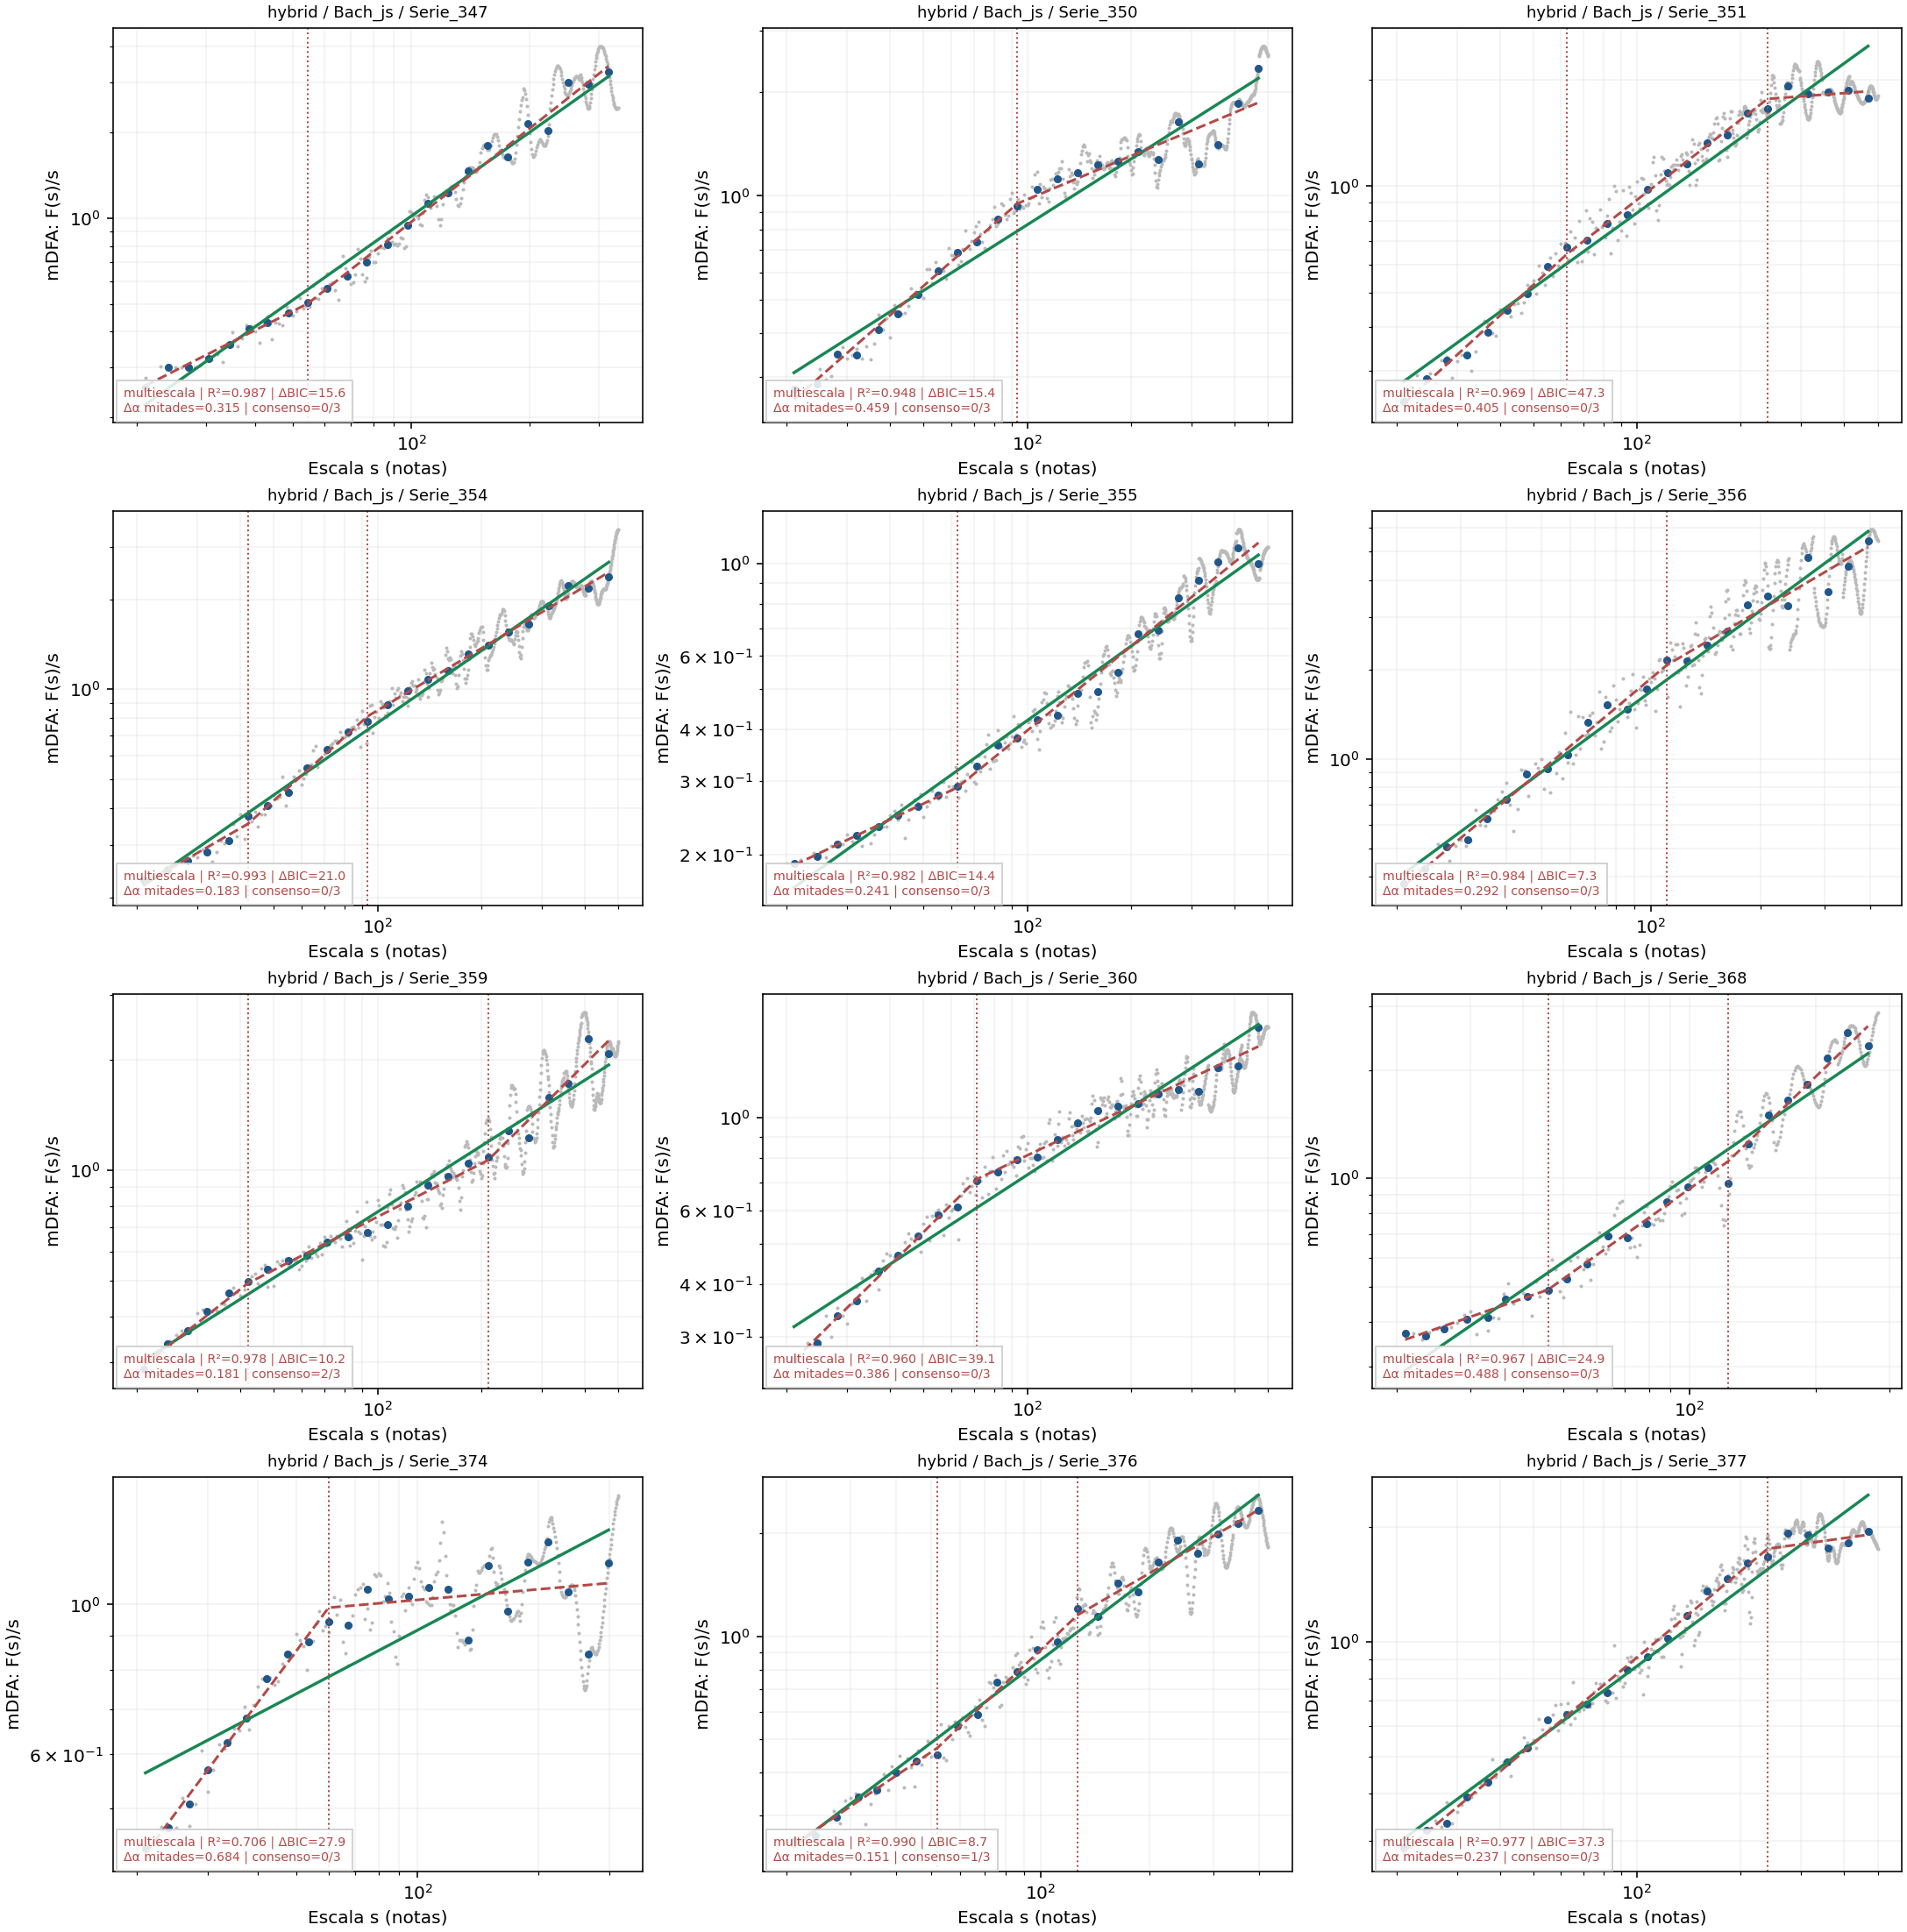 hybrid / Bach_js / Serie_347
mDFA: F(s)/s
10⁰
multiescala | R²=0.987 | ΔBIC=15.6
Δα mitades=0.315 | consenso=0/3
10²
Escala s (notas)
hybrid / Bach_js / Serie_350
mDFA: F(s)/s
10⁰
multiescala | R²=0.948 | ΔBIC=15.4
Δα mitades=0.459 | consenso=0/3
10²
Escala s (notas)
hybrid / Bach_js / Serie_351
mDFA: F(s)/s
10⁰
multiescala | R²=0.969 | ΔBIC=47.3
Δα mitades=0.405 | consenso=0/3
10²
Escala s (notas)
hybrid / Bach_js / Serie_354
mDFA: F(s)/s
10⁰
multiescala | R²=0.993 | ΔBIC=21.0
Δα mitades=0.183 | consenso=0/3
10²
Escala s (notas)
hybrid / Bach_js / Serie_355
mDFA: F(s)/s
10⁰
6 × 10⁻¹
4 × 10⁻¹
3 × 10⁻¹
2 × 10⁻¹
multiescala | R²=0.982 | ΔBIC=14.4
Δα mitades=0.241 | consenso=0/3
10²
Escala s (notas)
hybrid / Bach_js / Serie_356
mDFA: F(s)/s
10⁰
multiescala | R²=0.984 | ΔBIC=7.3
Δα mitades=0.292 | consenso=0/3
10²
Escala s (notas)
hybrid / Bach_js / Serie_359
mDFA: F(s)/s
10⁰
multiescala | R²=0.978 | ΔBIC=10.2
Δα mitades=0.181 | consenso=2/3
10²
Escala s (notas)
hybrid / Bach_js / Serie_360
mDFA: F(s)/s
10⁰
6 × 10⁻¹
4 × 10⁻¹
3 × 10⁻¹
multiescala | R²=0.960 | ΔBIC=39.1
Δα mitades=0.386 | consenso=0/3
10²
Escala s (notas)
hybrid / Bach_js / Serie_368
mDFA: F(s)/s
10⁰
multiescala | R²=0.967 | ΔBIC=24.9
Δα mitades=0.488 | consenso=0/3
10²
Escala s (notas)
hybrid / Bach_js / Serie_374
mDFA: F(s)/s
10⁰
6 × 10⁻¹
multiescala | R²=0.706 | ΔBIC=27.9
Δα mitades=0.684 | consenso=0/3
10²
Escala s (notas)
hybrid / Bach_js / Serie_376
mDFA: F(s)/s
10⁰
multiescala | R²=0.990 | ΔBIC=8.7
Δα mitades=0.151 | consenso=1/3
10²
Escala s (notas)
hybrid / Bach_js / Serie_377
mDFA: F(s)/s
10⁰
multiescala | R²=0.977 | ΔBIC=37.3
Δα mitades=0.237 | consenso=0/3
10²
Escala s (notas)